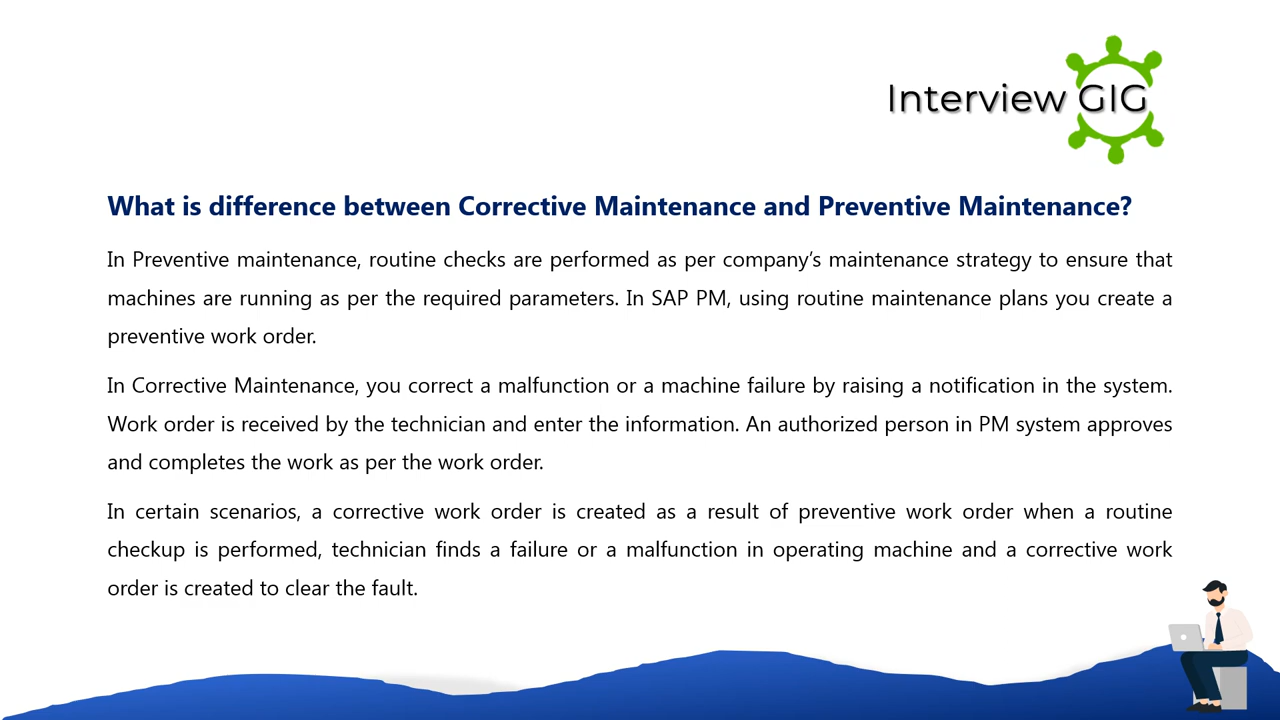 Interview GIG
What is difference between Corrective Maintenance and Preventive Maintenance?
In Preventive maintenance, routine checks are performed as per company’s maintenance strategy to ensure that
machines are running as per the required parameters. In SAP PM, using routine maintenance plans you create a
preventive work order.
In Corrective Maintenance, you correct a malfunction or a machine failure by raising a notification in the system.
Work order is received by the technician and enter the information. An authorized person in PM system approves
and completes the work as per the work order.
In certain scenarios, a corrective work order is created as a result of preventive work order when a routine
checkup is performed, technician finds a failure or a malfunction in operating machine and a corrective work
order is created to clear the fault.